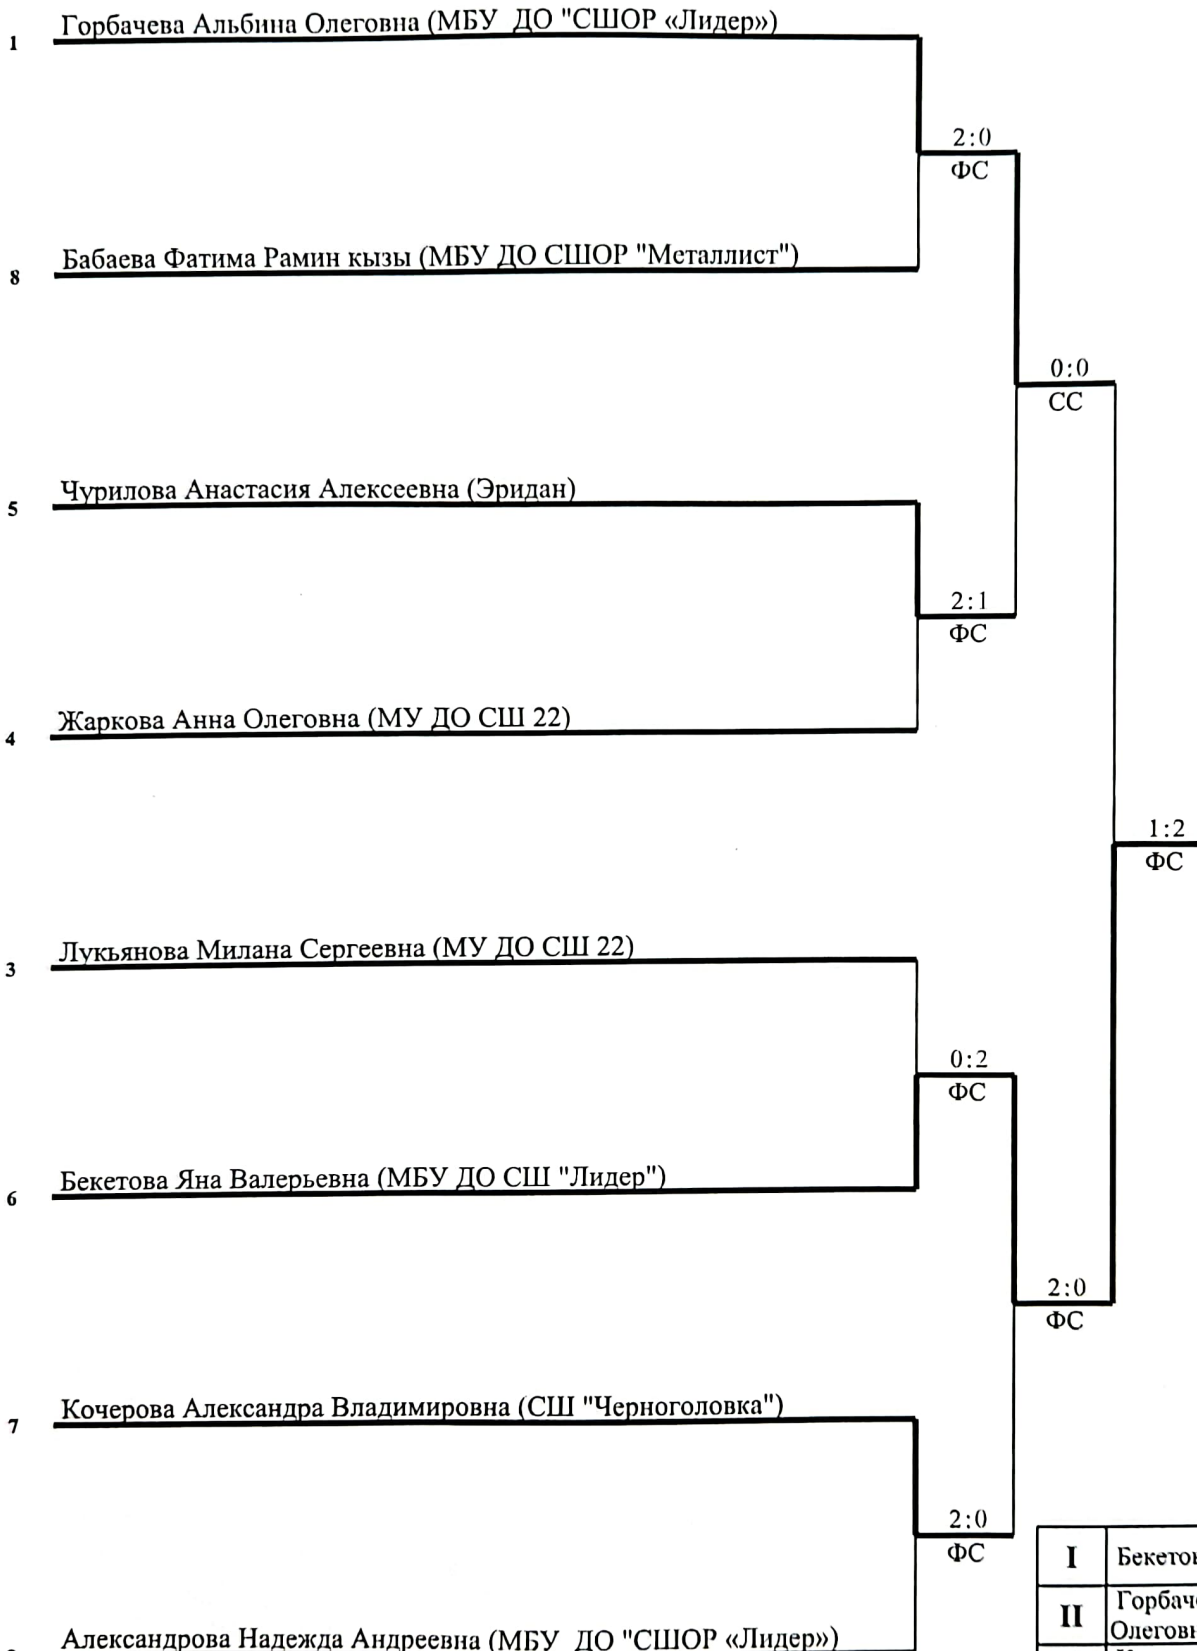 1 Горбачева Альбина Олеговна (МБУ ДО "СШОР «Лидер»)
2:0
ФС
8 Бабаева Фатима Рамин кызы (МБУ ДО СШОР "Металлист")
0:0
СС
5 Чурилова Анастасия Алексеевна (Эридан)
2:1
ФС
4 Жаркова Анна Олеговна (МУ ДО СШ 22)
1:2
ФС
3 Лукьянова Милана Сергеевна (МУ ДО СШ 22)
0:2
ФС
6 Бекетова Яна Валерьевна (МБУ ДО СШ "Лидер")
2:0
ФС
7 Кочерова Александра Владимировна (СШ "Черноголовка")
2:0
ФС
I
II
Александрова Надежда Андреевна (МБУ ДО "СШОР «Лидер»)